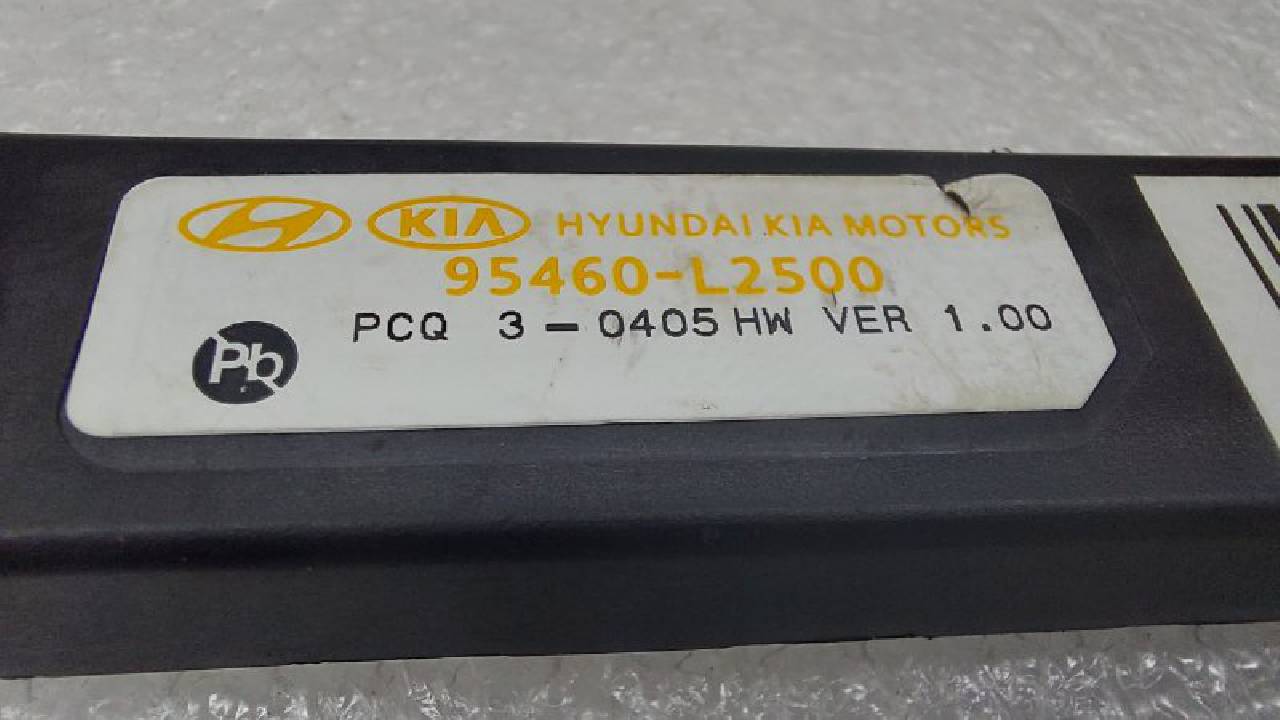 KIA HYUNDAI KIA MOTORS
95460-L2500
PCQ 3-0405 HW VER 1.00
Pb